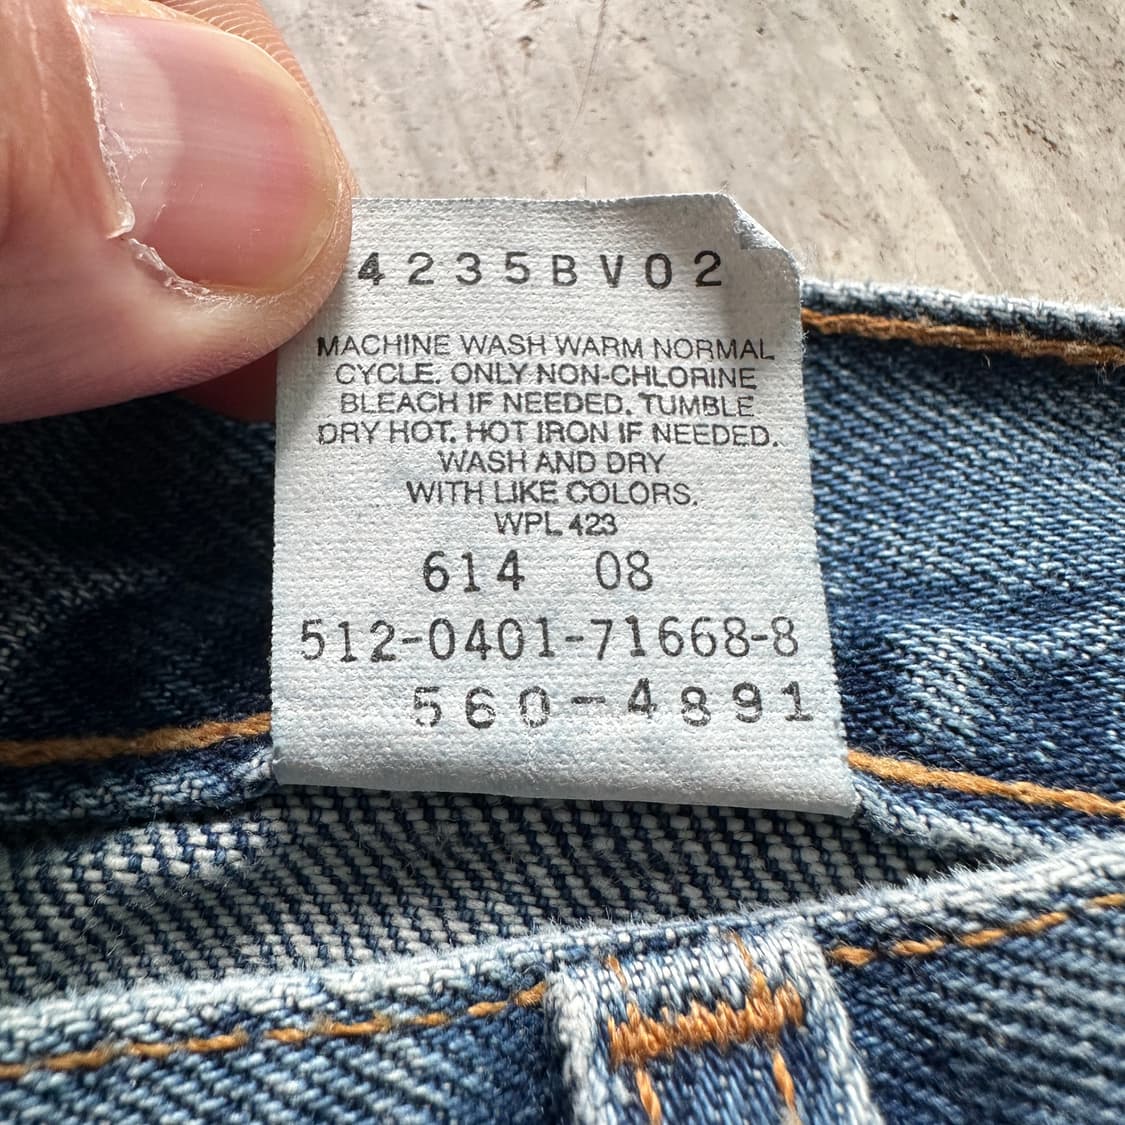 4235BV02
MACHINE WASH WARM NORMAL
CYCLE. ONLY NON-CHLORINE
BLEACH IF NEEDED. TUMBLE
DRY HOT. HOT IRON IF NEEDED.
WASH AND DRY
WITH LIKE COLORS.
WPL 423
614 08
512-0401-71668-8
560-4891